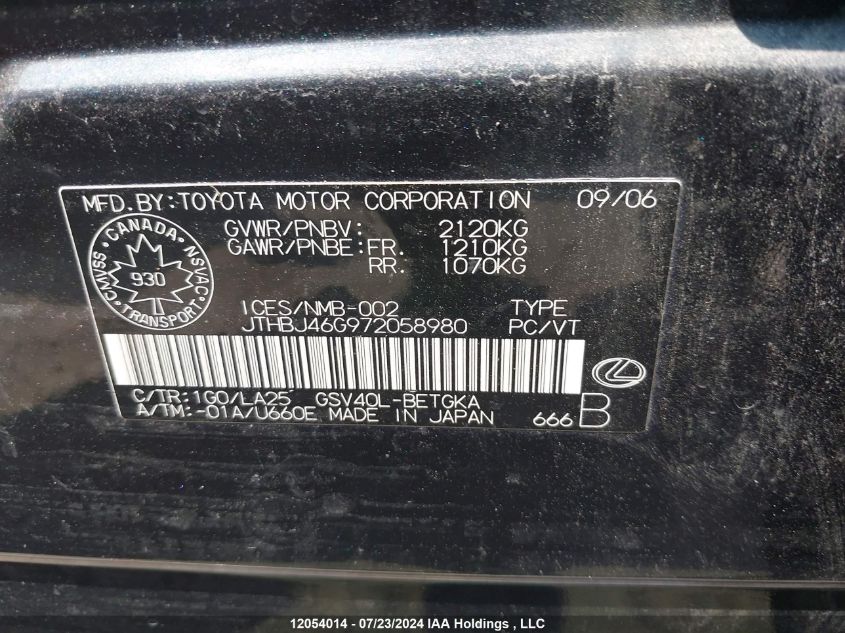 MFD.BY:TOYOTA MOTOR CORPORATION 09/06
GVWR/PNBV: 2120KG
GAWR/PNBE:FR. 1210KG
RR. 1070KG
CANADA
CMVSS 930 NSVAC
TRANSPORT
ICES/NMB-002 TYPE
JTHBJ46G972058980 PC/VT
C/TR:1G0/LA25 GSV40L-BETGKA
A/TM:-01A/U660E MADE IN JAPAN 666 B
12054014 - 07/23/2024 IAA Holdings , LLC